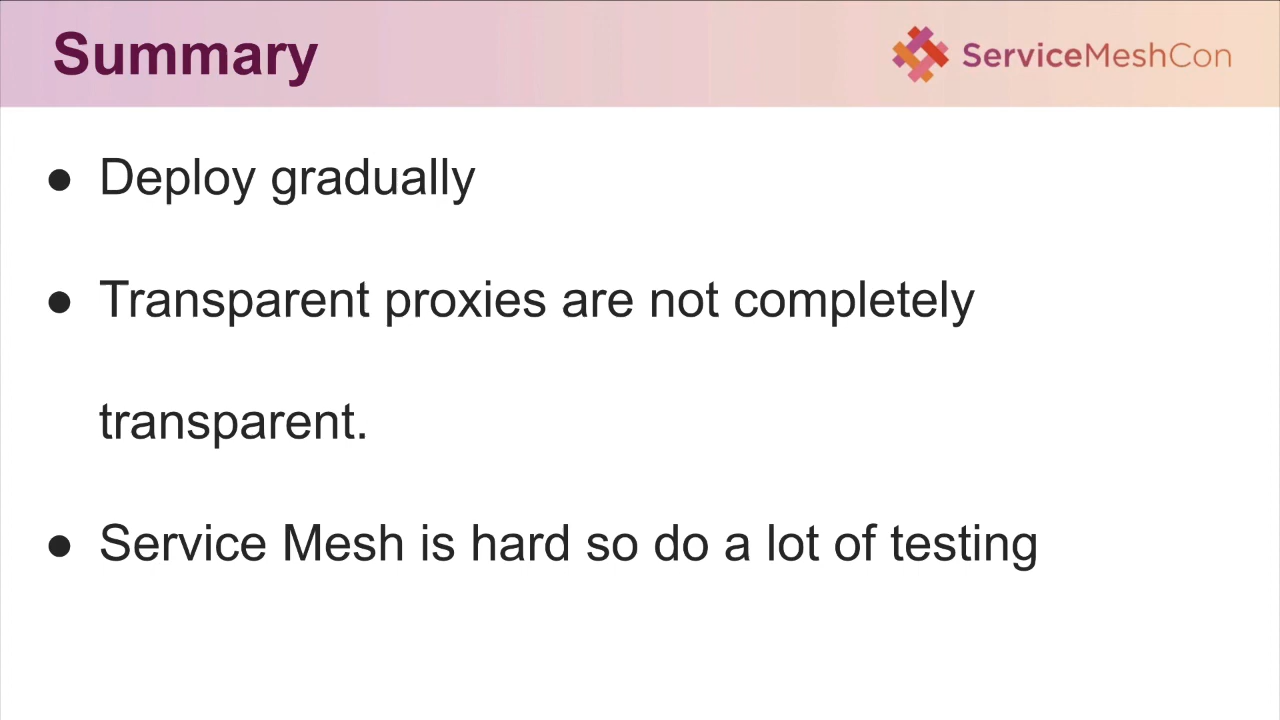 Summary
ServiceMeshCon
● Deploy gradually
● Transparent proxies are not completely
transparent.
● Service Mesh is hard so do a lot of testing